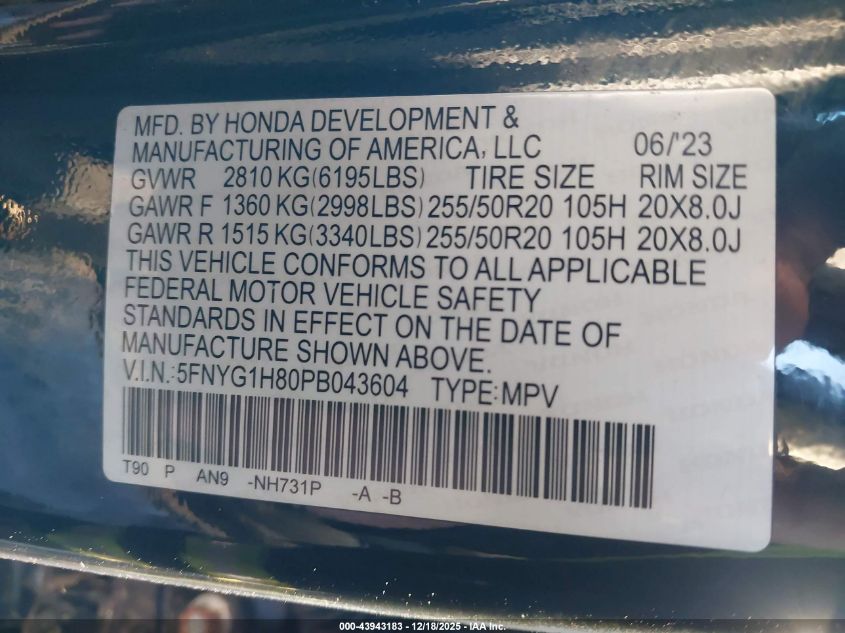 MFD. BY HONDA DEVELOPMENT &
MANUFACTURING OF AMERICA, LLC 06/'23
GVWR 2810 KG(6195LBS) TIRE SIZE RIM SIZE
GAWR F 1360 KG(2998LBS) 255/50R20 105H 20X8.0J
GAWR R 1515 KG(3340LBS) 255/50R20 105H 20X8.0J
THIS VEHICLE CONFORMS TO ALL APPLICABLE
FEDERAL MOTOR VEHICLE SAFETY
STANDARDS IN EFFECT ON THE DATE OF
MANUFACTURE SHOWN ABOVE.
V.I.N.:5FNYG1H80PB043604 TYPE:MPV
T90 P AN9 -NH731P -A -B
000-43943183 - 12/18/2025 - IAA Inc.